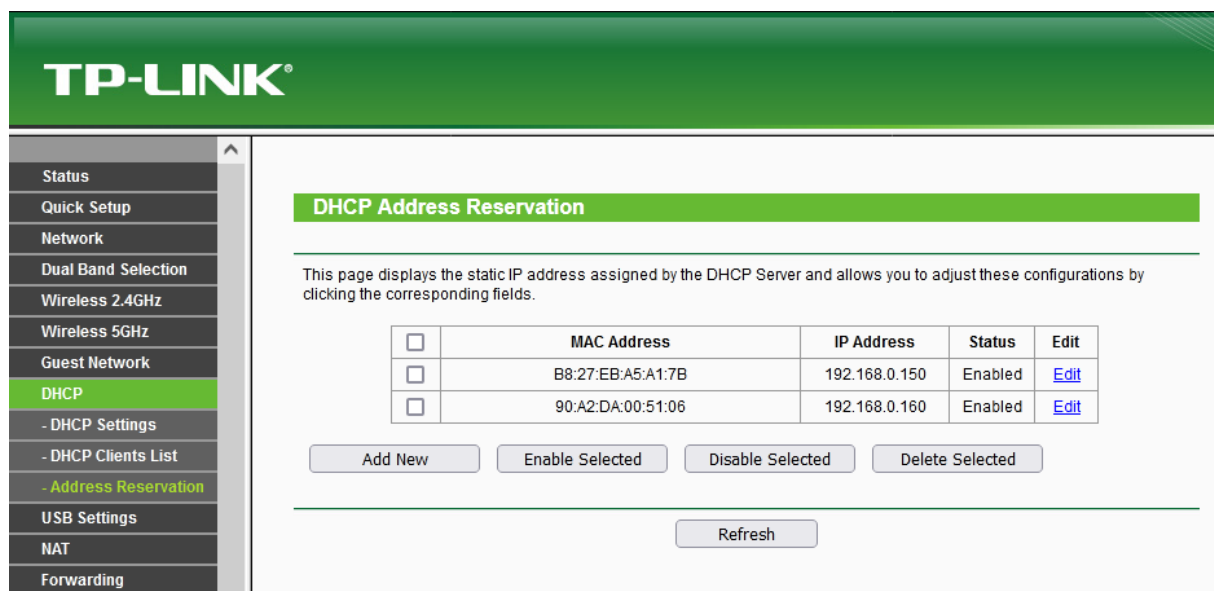 TP-LINK®
Status
Quick Setup
Network
Dual Band Selection
Wireless 2.4GHz
Wireless 5GHz
Guest Network
DHCP
- DHCP Settings
- DHCP Clients List
- Address Reservation
USB Settings
NAT
Forwarding
DHCP Address Reservation
This page displays the static IP address assigned by the DHCP Server and allows you to adjust these configurations by
clicking the corresponding fields.
MAC Address IP Address Status Edit
B8:27:EB:A5:A1:7B 192.168.0.150 Enabled Edit
90:A2:DA:00:51:06 192.168.0.160 Enabled Edit
Add New Enable Selected Disable Selected Delete Selected
Refresh